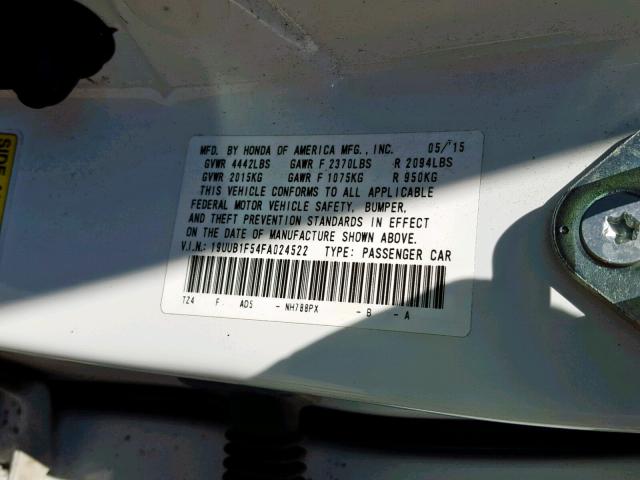 MFD. BY HONDA OF AMERICA MFG., INC. 05/15
GVWR 4442LBS GAWR F 2370LBS R 2094LBS
GVWR 2015KG GAWR F 1075KG R 950KG
THIS VEHICLE CONFORMS TO ALL APPLICABLE
FEDERAL MOTOR VEHICLE SAFETY, BUMPER,
AND THEFT PREVENTION STANDARDS IN EFFECT
ON THE DATE OF MANUFACTURE SHOWN ABOVE.
V.I.N.: 19UUB1F54FA024522 TYPE: PASSENGER CAR
TZ4 F AD5 - NH788PX - B - A
SIDE